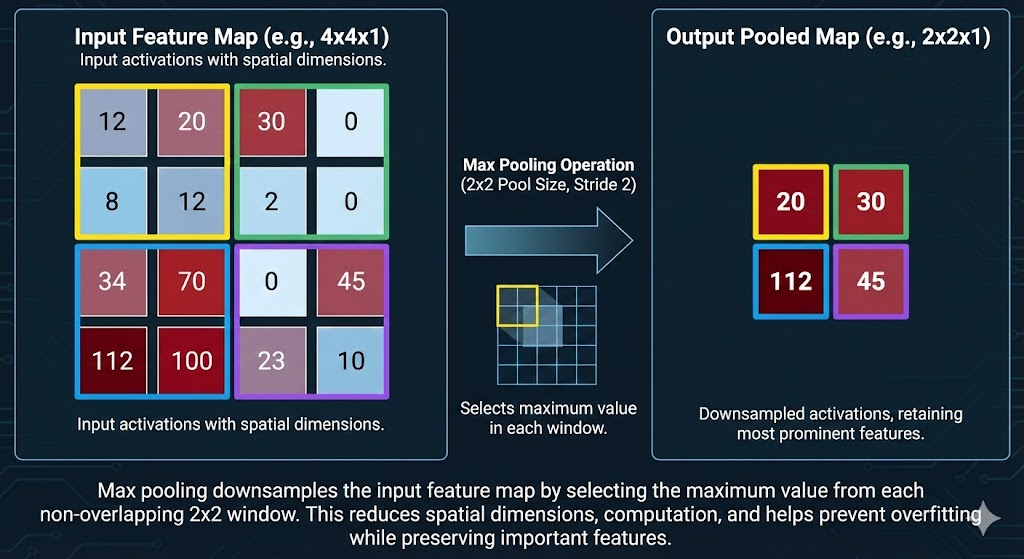 Input Feature Map (e.g., 4x4x1)
Input activations with spatial dimensions.
12 20 30 0
8 12 2 0
34 70 0 45
112 100 23 10
Input activations with spatial dimensions.
Max Pooling Operation
(2x2 Pool Size, Stride 2)
Selects maximum value
in each window.
Output Pooled Map (e.g., 2x2x1)
20 30
112 45
Downsampled activations, retaining
most prominent features.
Max pooling downsamples the input feature map by selecting the maximum value from each
non-overlapping 2x2 window. This reduces spatial dimensions, computation, and helps prevent overfitting
while preserving important features.